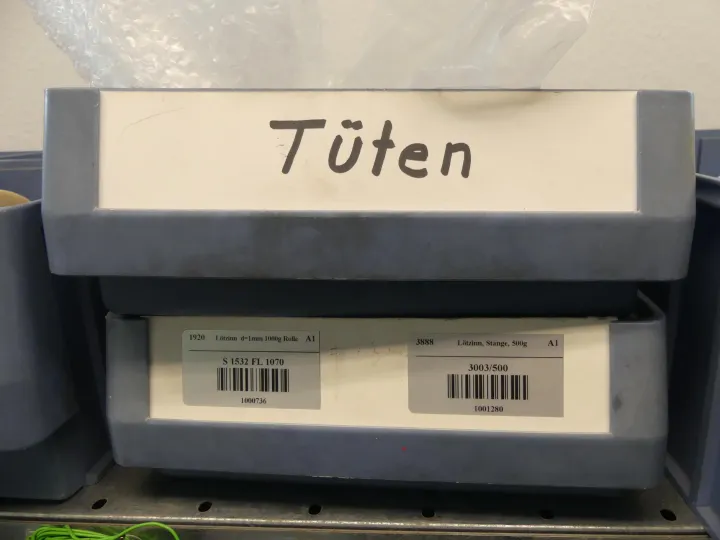 Tüten
1920 Lötzinn d=1mm 1000g Rolle A1
S 1532 FL 1070
1000736
3888 Lötzinn, Stange, 500g A1
3003/500
1001280